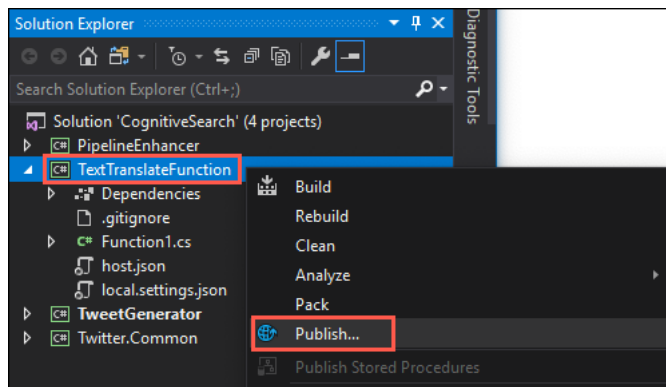 Solution Explorer
Search Solution Explorer (Ctrl+;)
Solution 'CognitiveSearch' (4 projects)
C# PipelineEnhancer
C# TextTranslateFunction
Dependencies
.gitignore
C# Function1.cs
host.json
local.settings.json
C# TweetGenerator
C# Twitter.Common
Build
Rebuild
Clean
Analyze
Pack
Publish...
Publish Stored Procedures
Diagnostic Tools